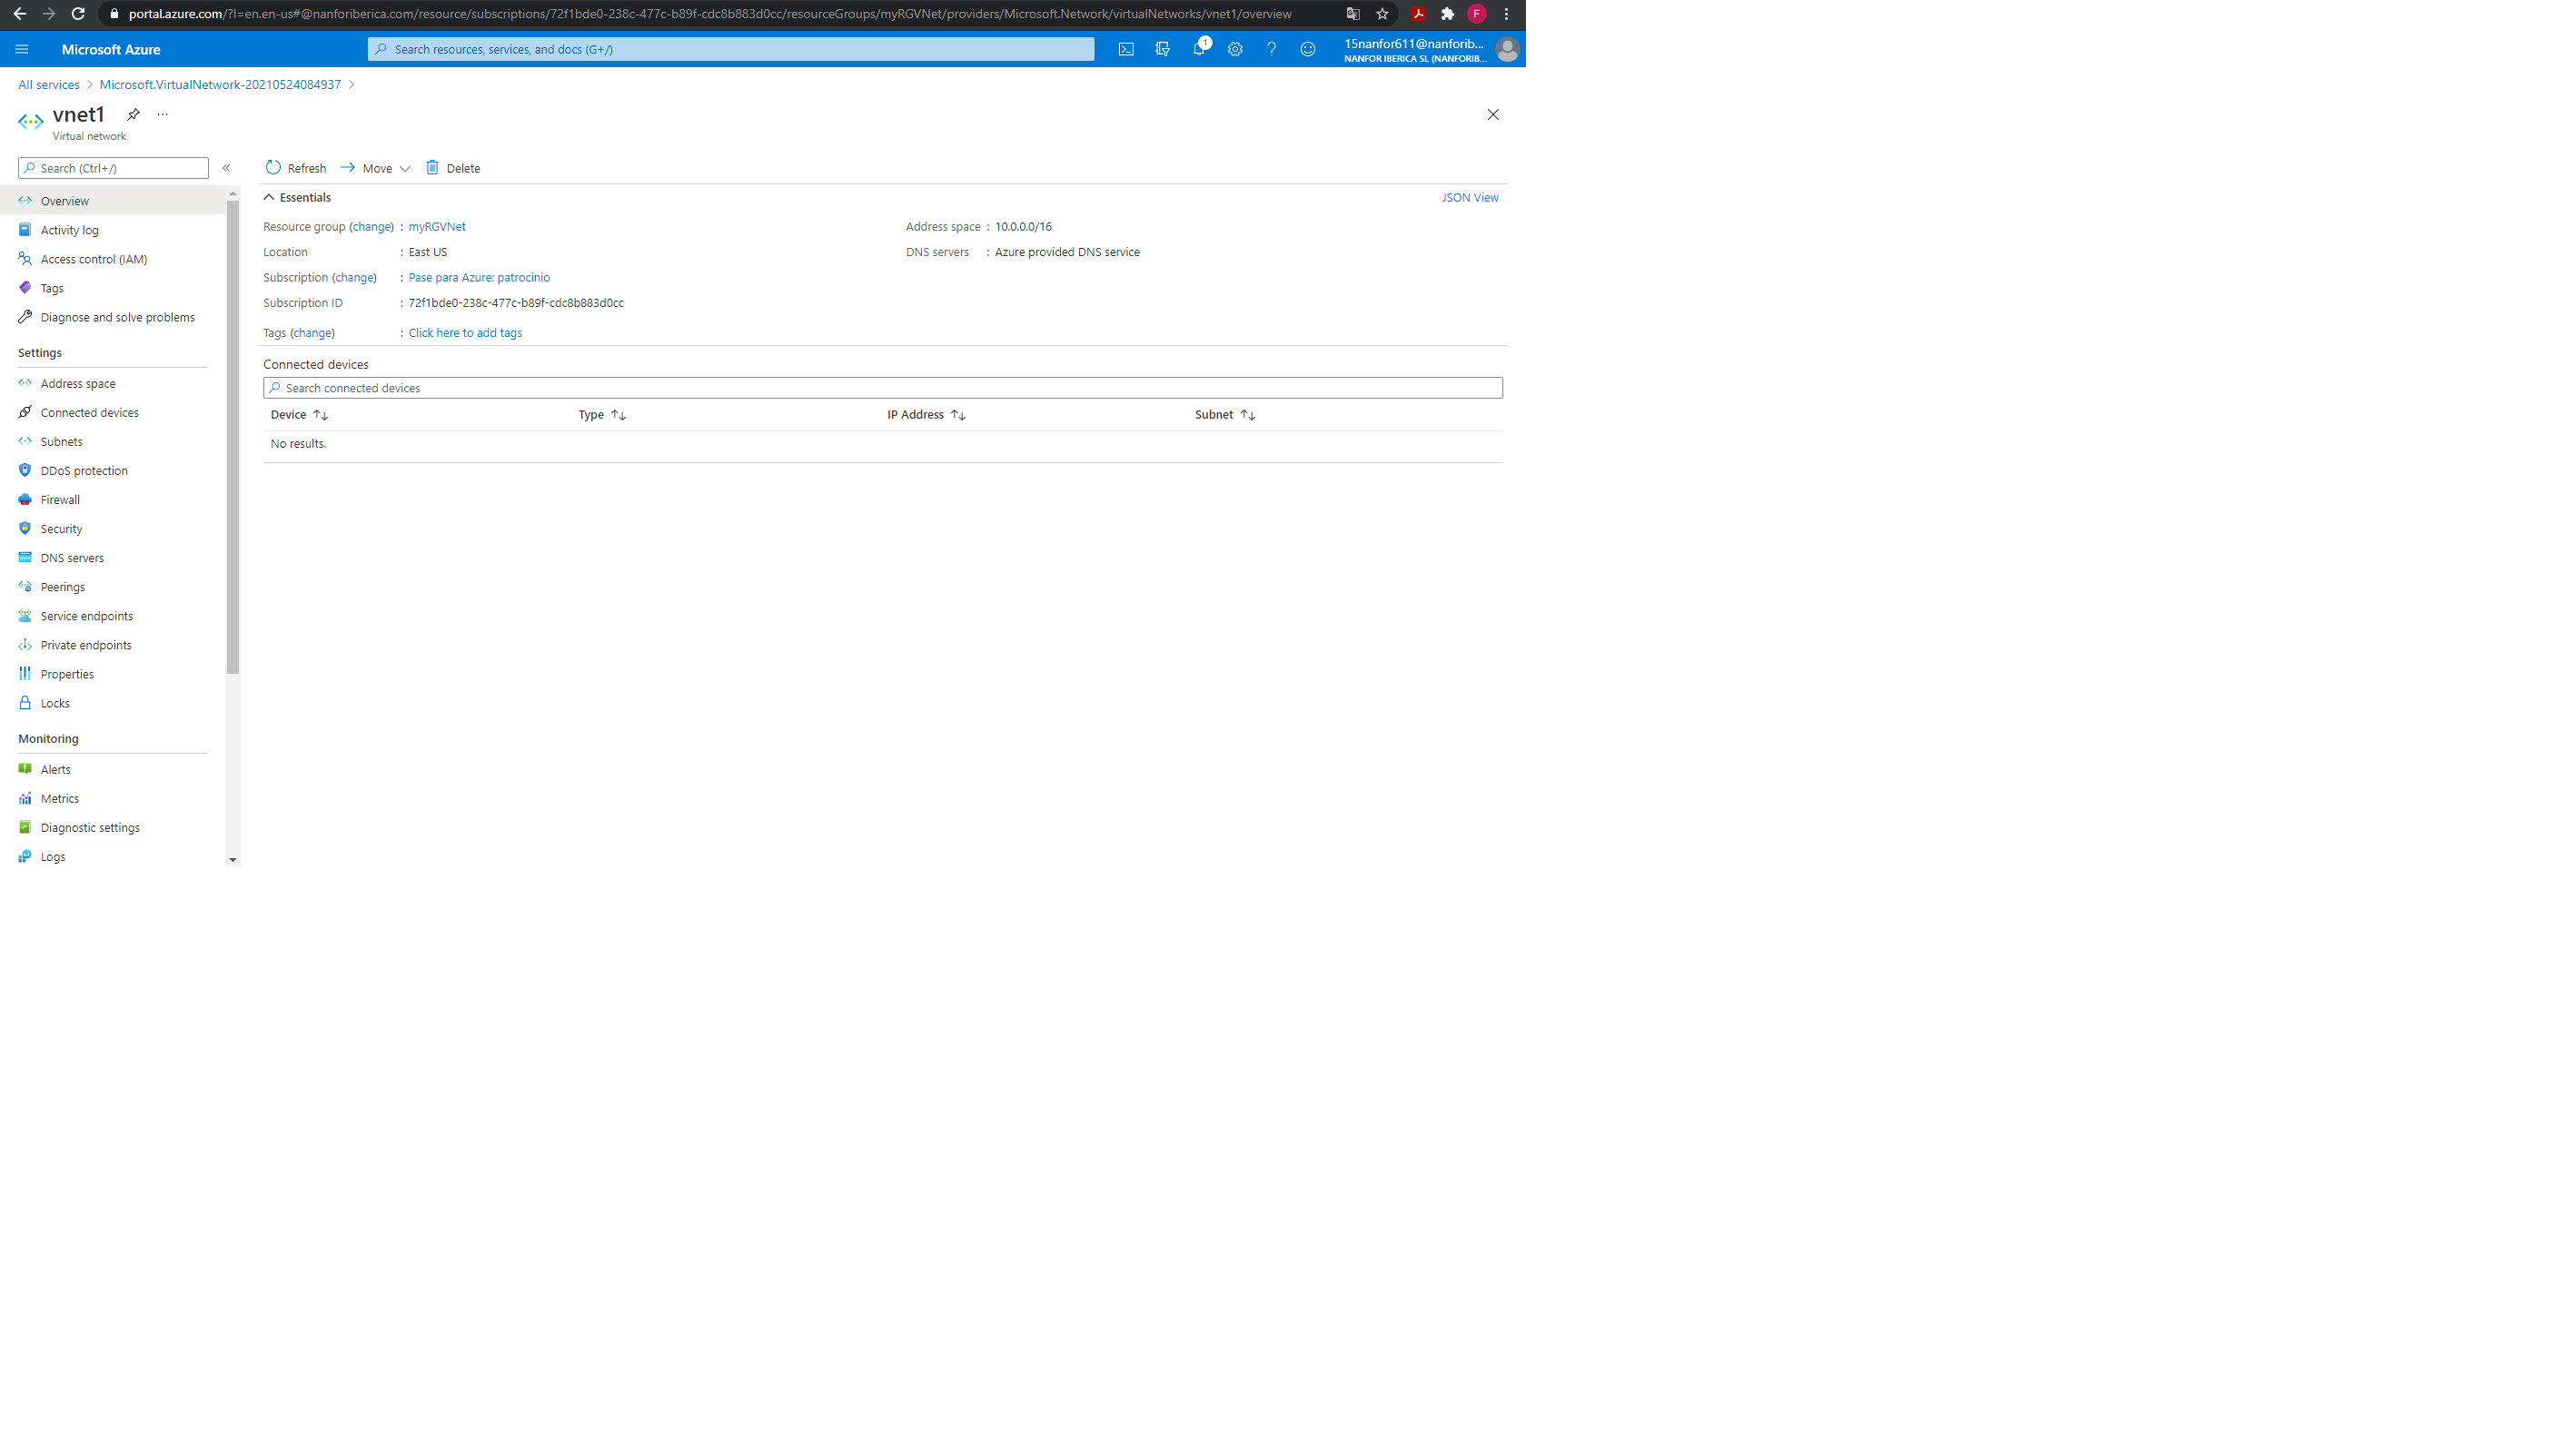 portal.azure.com/?l=en.en-us#@nanforiberica.com/resource/subscriptions/72f1bde0-238c-477c-b89f-cdc8b883d0cc/resourceGroups/myRGVNet/providers/Microsoft.Network/virtualNetworks/vnet1/overview
F
Microsoft Azure
Search resources, services, and docs (G+/)
1
15nanfor611@nanforib...
NANFOR IBERICA SL (NANFORIB...
All services > Microsoft.VirtualNetwork-20210524084937 >
vnet1
...
Virtual network
Search (Ctrl+/)
«
Overview
Activity log
Access control (IAM)
Tags
Diagnose and solve problems
Settings
Address space
Connected devices
Subnets
DDoS protection
Firewall
Security
DNS servers
Peerings
Service endpoints
Private endpoints
Properties
Locks
Monitoring
Alerts
Metrics
Diagnostic settings
Logs
Refresh Move Delete
Essentials JSON View
Resource group (change) : myRGVNet
Location : East US
Subscription (change) : Pase para Azure: patrocinio
Subscription ID : 72f1bde0-238c-477c-b89f-cdc8b883d0cc
Tags (change) : Click here to add tags
Address space : 10.0.0.0/16
DNS servers : Azure provided DNS service
Connected devices
Search connected devices
Device Type IP Address Subnet
No results.